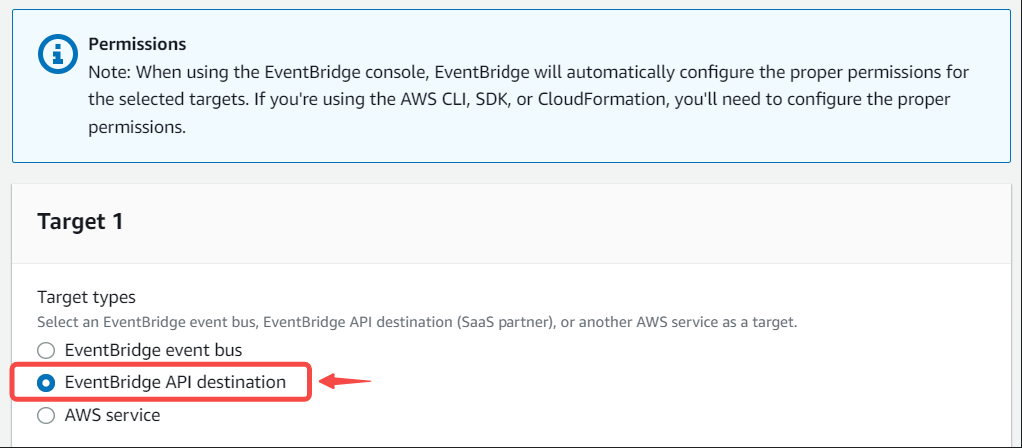 Permissions
Note: When using the EventBridge console, EventBridge will automatically configure the proper permissions for
the selected targets. If you're using the AWS CLI, SDK, or CloudFormation, you'll need to configure the proper
permissions.
Target 1
Target types
Select an EventBridge event bus, EventBridge API destination (SaaS partner), or another AWS service as a target.
EventBridge event bus
EventBridge API destination
AWS service